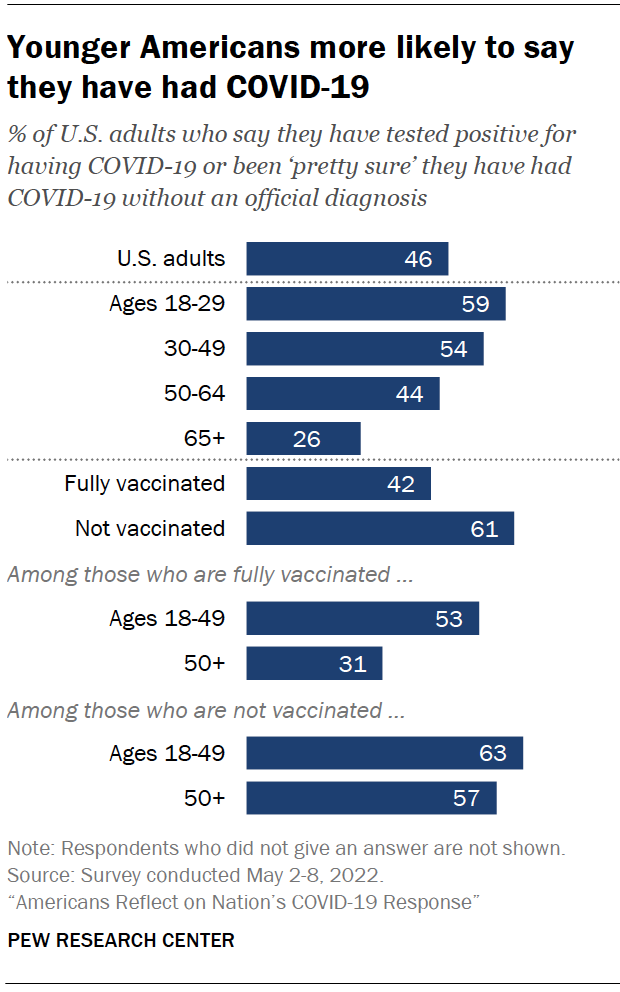 Younger Americans more likely to say
they have had COVID-19
% of U.S. adults who say they have tested positive for
having COVID-19 or been ‘pretty sure’ they have had
COVID-19 without an official diagnosis
U.S. adults 46
Ages 18-29 59
30-49 54
50-64 44
65+ 26
Fully vaccinated 42
Not vaccinated 61
Among those who are fully vaccinated ...
Ages 18-49 53
50+ 31
Among those who are not vaccinated ...
Ages 18-49 63
50+ 57
Note: Respondents who did not give an answer are not shown.
Source: Survey conducted May 2-8, 2022.
“Americans Reflect on Nation’s COVID-19 Response”
PEW RESEARCH CENTER